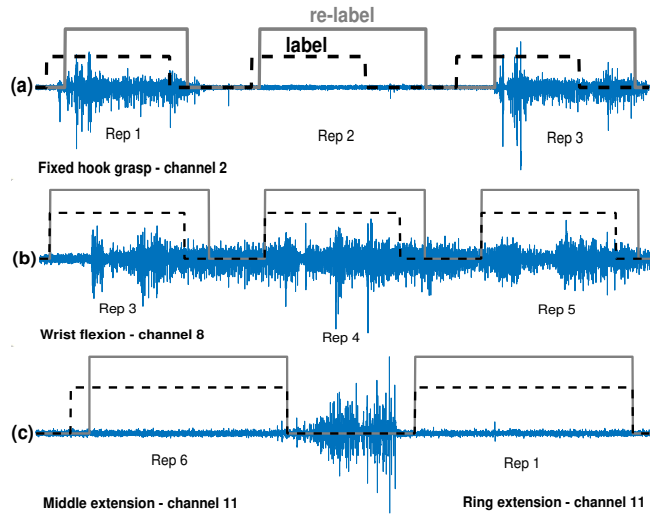 re-label
label
(a)
Rep 1
Rep 2
Rep 3
Fixed hook grasp - channel 2
(b)
Rep 3
Rep 4
Rep 5
Wrist flexion - channel 8
(c)
Rep 6
Rep 1
Middle extension - channel 11
Ring extension - channel 11